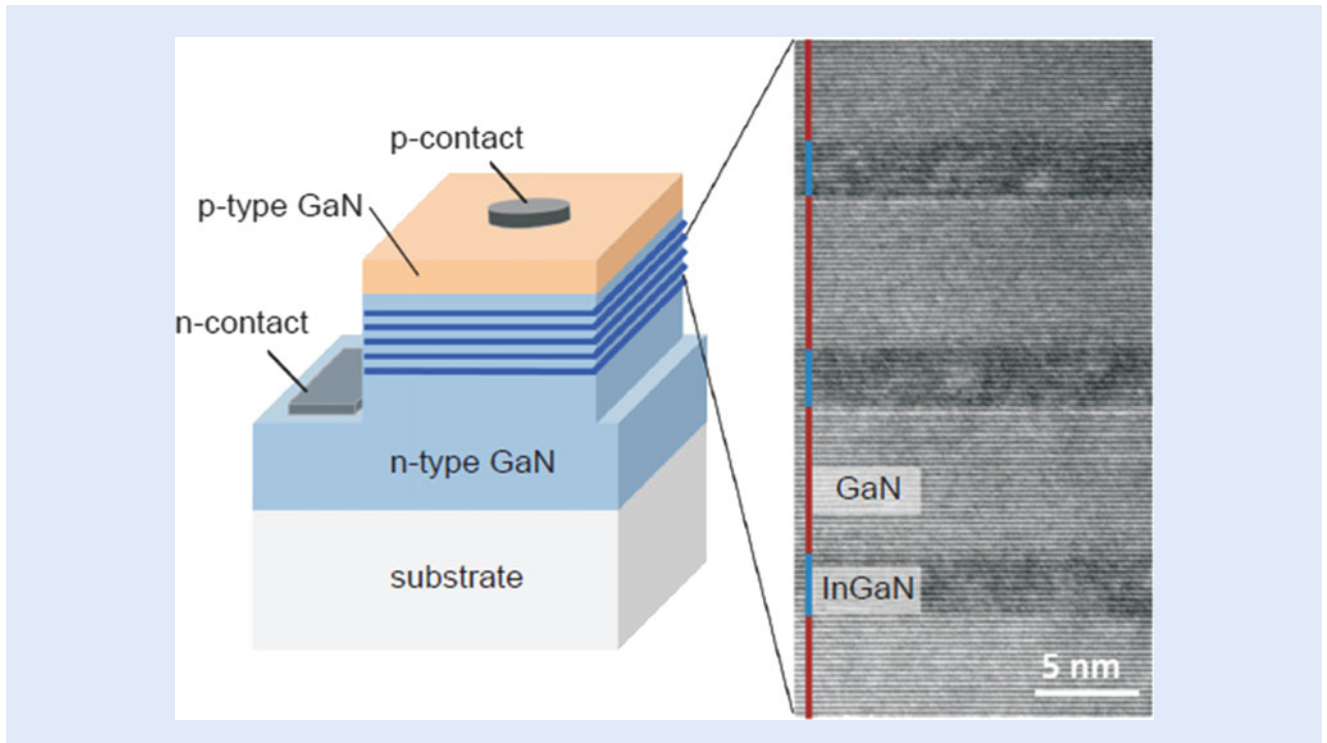 p-contact
p-type GaN
n-contact
n-type GaN
substrate
GaN
InGaN
5 nm